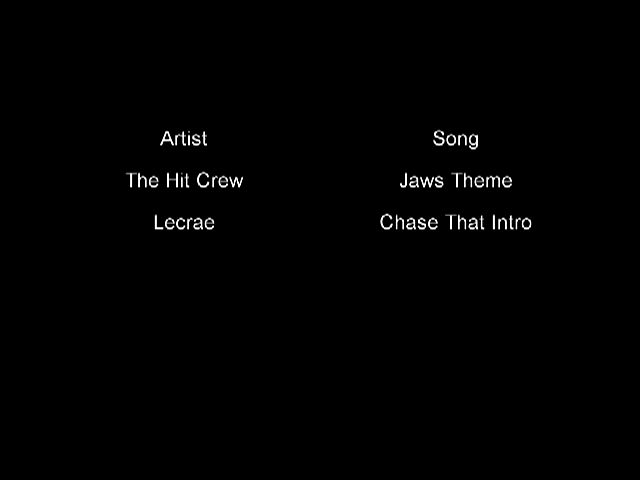 Artist Song
The Hit Crew Jaws Theme
Lecrae Chase That Intro